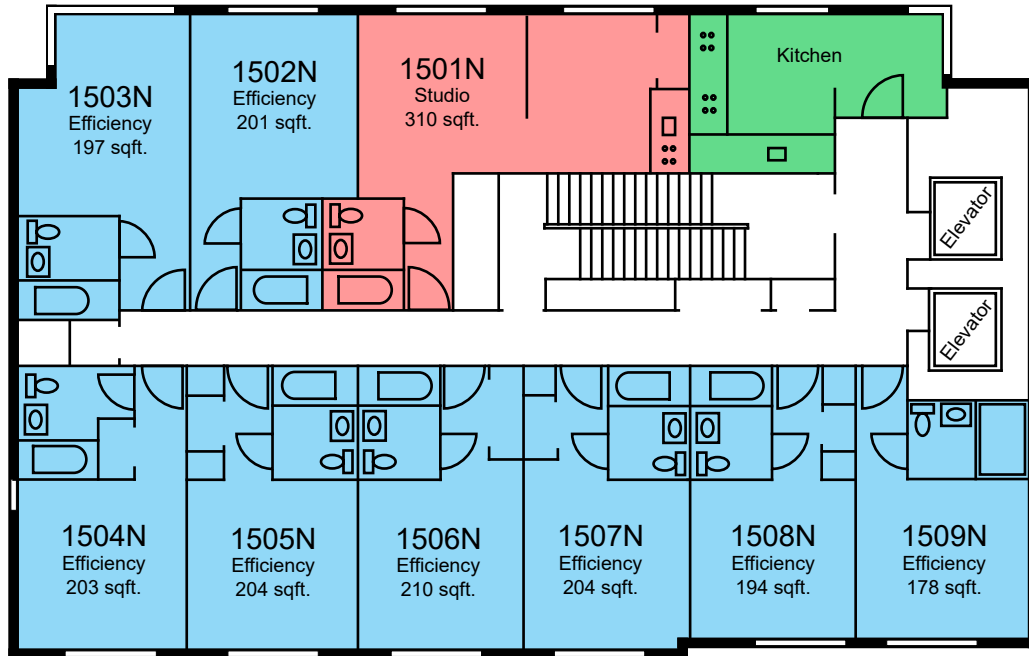 1503N
Efficiency
197 sqft.
1502N
Efficiency
201 sqft.
1501N
Studio
310 sqft.
Kitchen
Elevator
Elevator
1504N
Efficiency
203 sqft.
1505N
Efficiency
204 sqft.
1506N
Efficiency
210 sqft.
1507N
Efficiency
204 sqft.
1508N
Efficiency
194 sqft.
1509N
Efficiency
178 sqft.